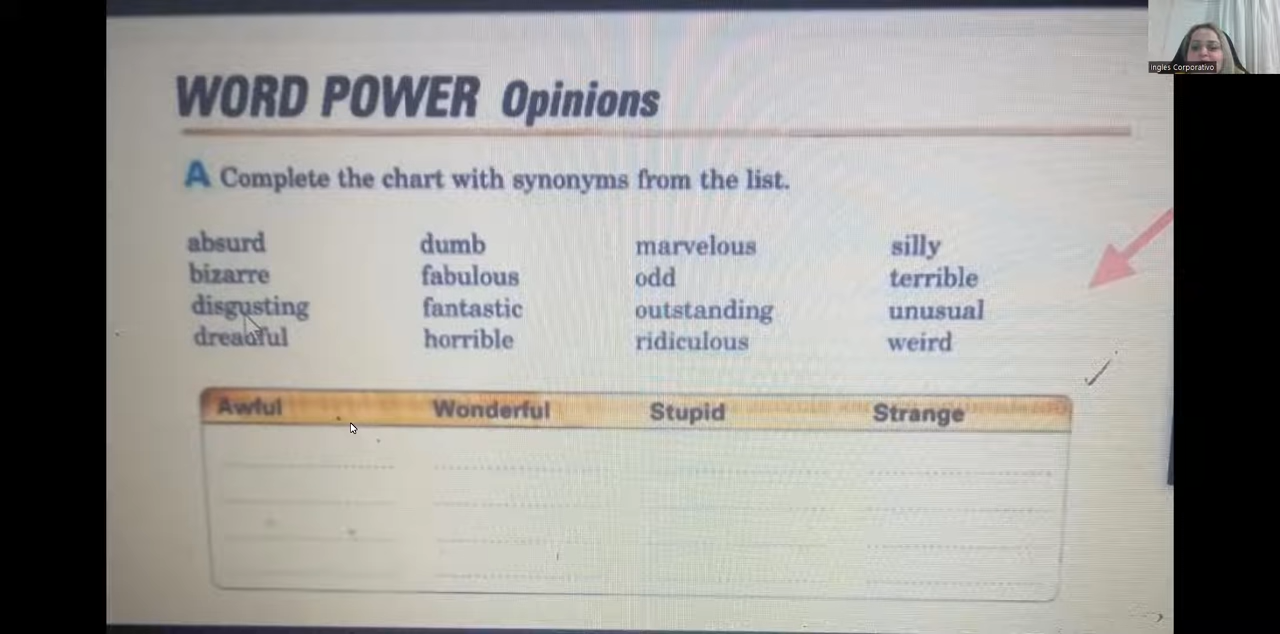 Inglês Corporativo
WORD POWER Opinions
A Complete the chart with synonyms from the list.
absurd dumb marvelous silly
bizarre fabulous odd terrible
disgusting fantastic outstanding unusual
dreadful horrible ridiculous weird
Awful Wonderful Stupid Strange